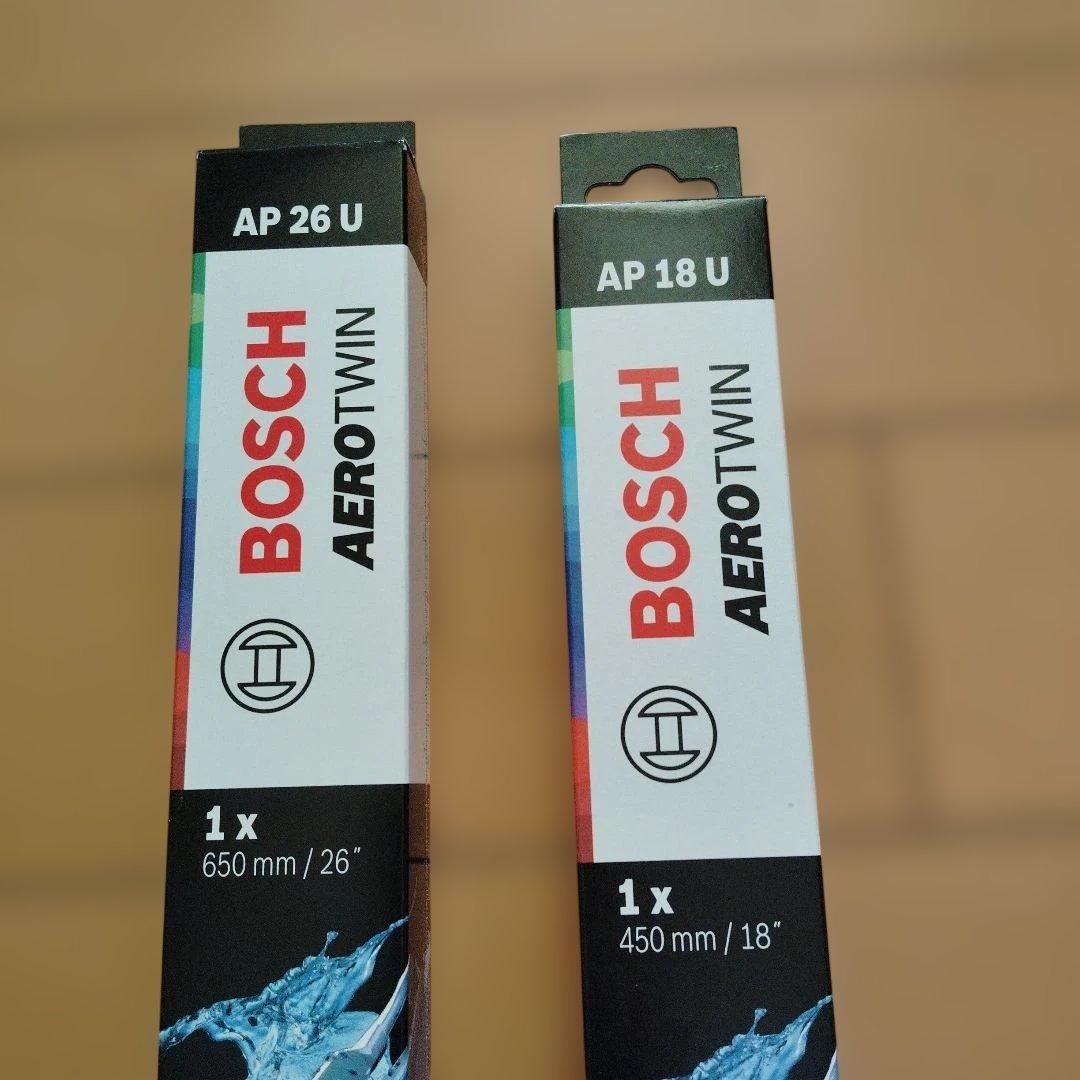 AP 26 U
BOSCH
AEROTWIN
1 x
650 mm / 26"
AP 18 U
BOSCH
AEROTWIN
1 x
450 mm / 18"